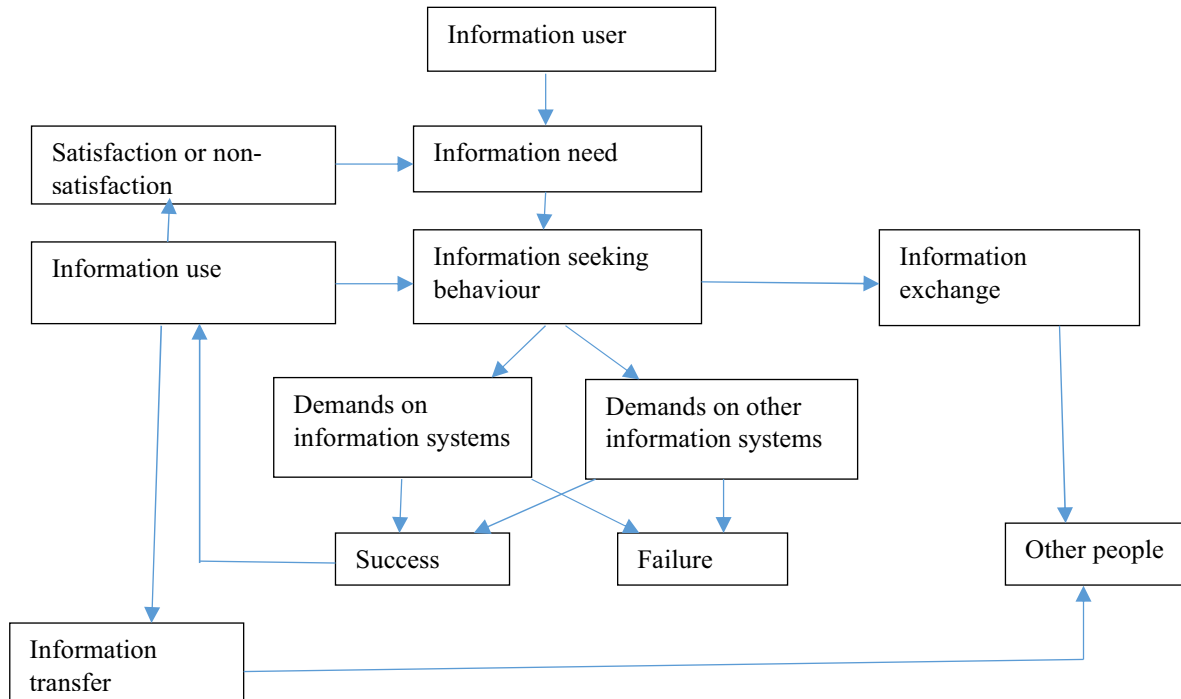 Information user
Satisfaction or non-
satisfaction
Information need
Information use
Information seeking
behaviour
Information
exchange
Demands on
information systems
Demands on other
information systems
Success
Failure
Other people
Information
transfer